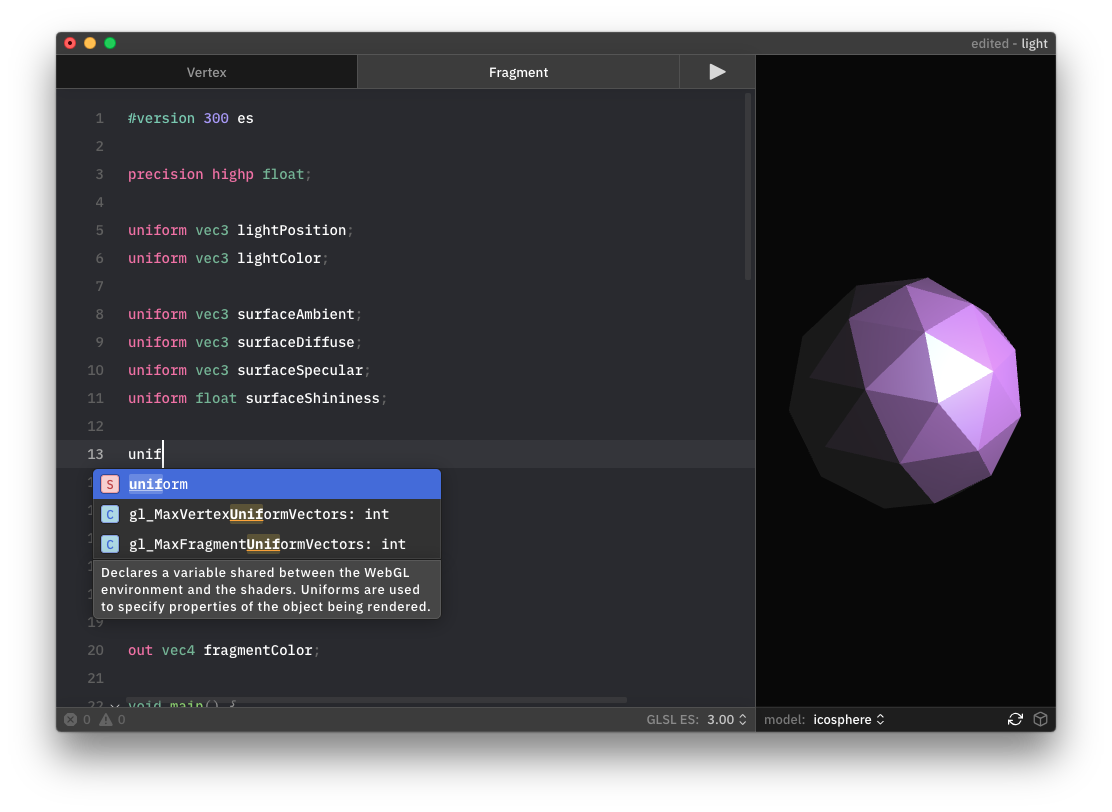 edited - light
Vertex Fragment
1 #version 300 es
2
3 precision highp float;
4
5 uniform vec3 lightPosition;
6 uniform vec3 lightColor;
7
8 uniform vec3 surfaceAmbient;
9 uniform vec3 surfaceDiffuse;
10 uniform vec3 surfaceSpecular;
11 uniform float surfaceShininess;
12
13 unif
S uniform
C gl_MaxVertexUniformVectors: int
C gl_MaxFragmentUniformVectors: int
Declares a variable shared between the WebGL
environment and the shaders. Uniforms are used
to specify properties of the object being rendered.
19
20 out vec4 fragmentColor;
21
22 void main() {
0 0 GLSL ES: 3.00 model: icosphere